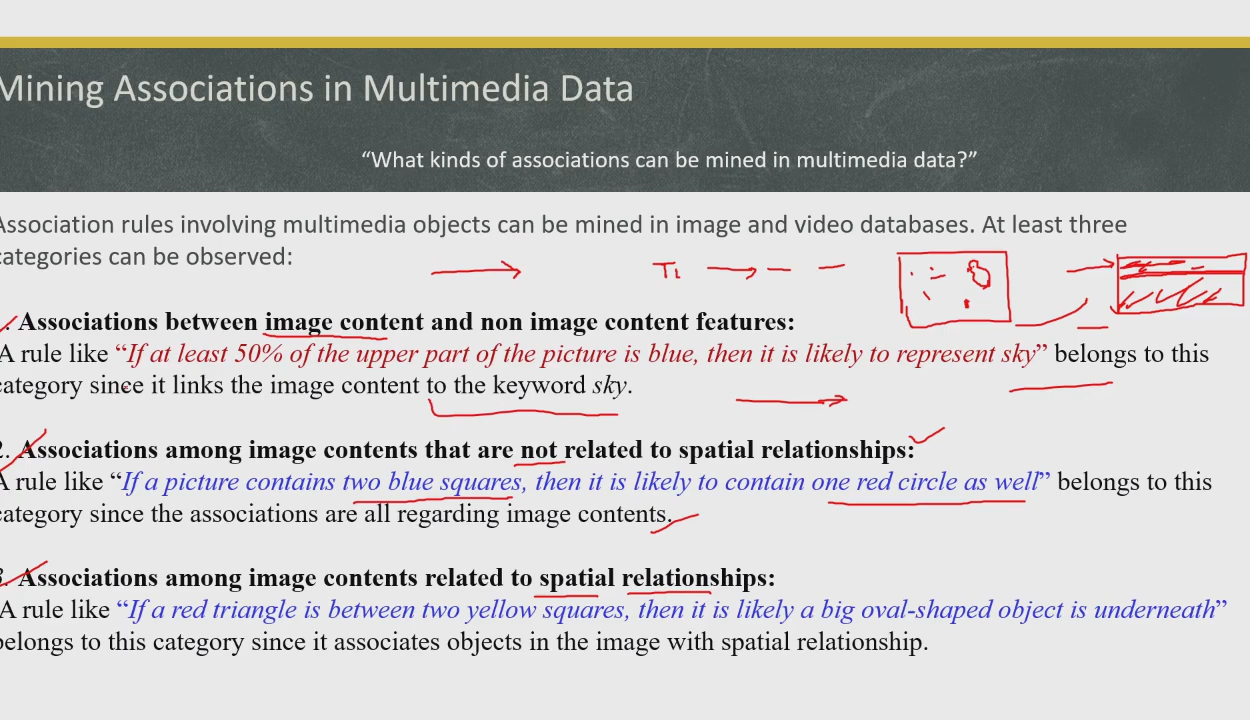 Mining Associations in Multimedia Data
“What kinds of associations can be mined in multimedia data?”
Association rules involving multimedia objects can be mined in image and video databases. At least three
categories can be observed:
T1
. Associations between image content and non image content features:
A rule like “If at least 50% of the upper part of the picture is blue, then it is likely to represent sky” belongs to this
category since it links the image content to the keyword sky.
2. Associations among image contents that are not related to spatial relationships:
A rule like “If a picture contains two blue squares, then it is likely to contain one red circle as well” belongs to this
category since the associations are all regarding image contents.
3. Associations among image contents related to spatial relationships:
A rule like “If a red triangle is between two yellow squares, then it is likely a big oval-shaped object is underneath”
belongs to this category since it associates objects in the image with spatial relationship.